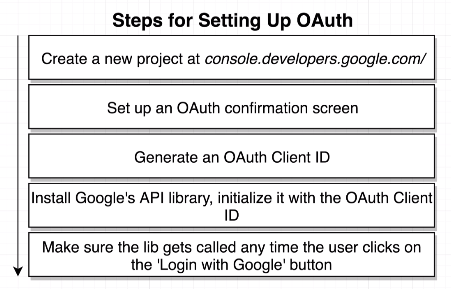 Steps for Setting Up OAuth
Create a new project at console.developers.google.com/
Set up an OAuth confirmation screen
Generate an OAuth Client ID
Install Google's API library, initialize it with the OAuth Client
ID
Make sure the lib gets called any time the user clicks on
the 'Login with Google' button